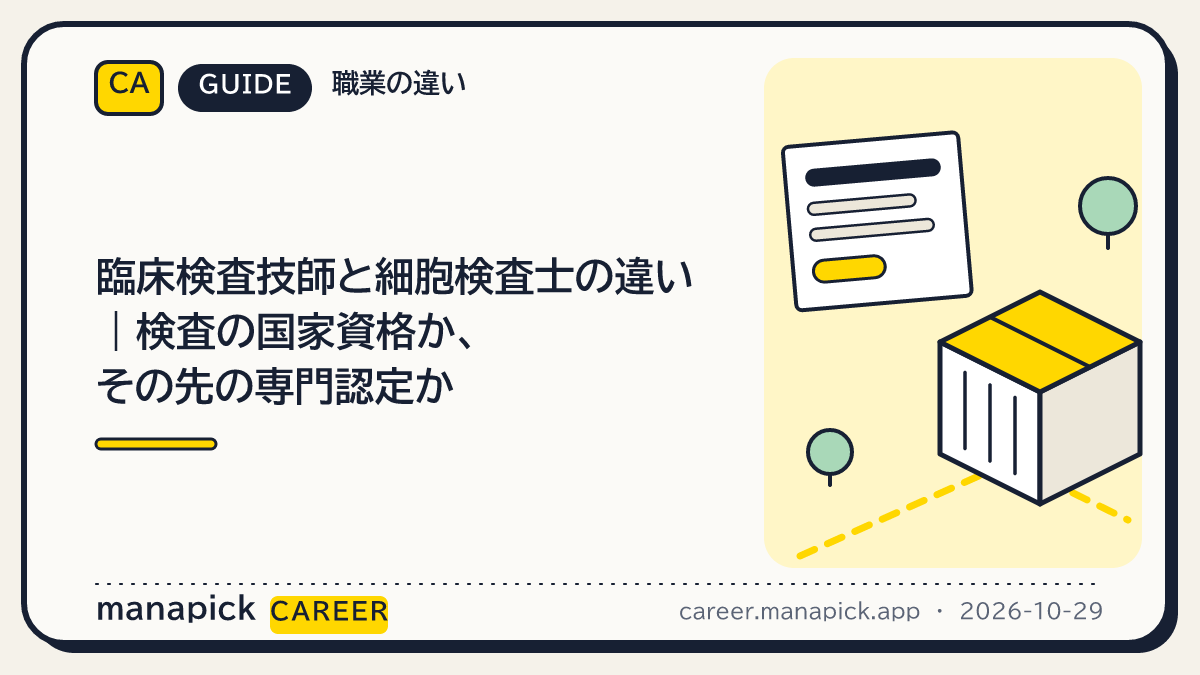 CA GUIDE 職業の違い
臨床検査技師と細胞検査士の違い
｜検査の国家資格か、
その先の専門認定か
manapick CAREER
career.manapick.app ・ 2026-10-29